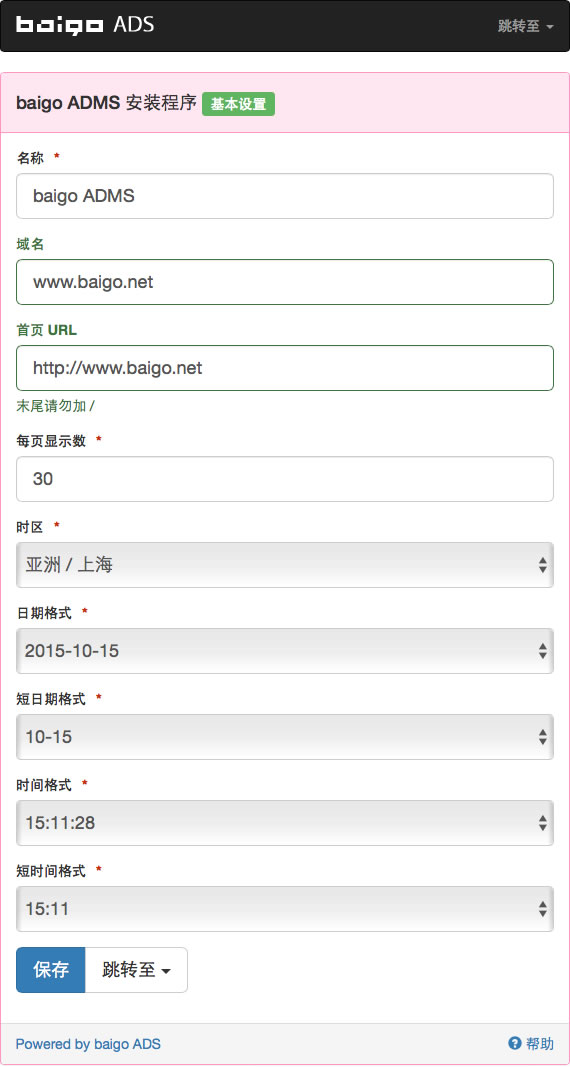 baigo ADS 跳转至
baigo ADMS 安装程序 基本设置
名称 *
baigo ADMS
域名
www.baigo.net
首页 URL
http://www.baigo.net
末尾请勿加 /
每页显示数 *
30
时区 *
亚洲 / 上海
日期格式 *
2015-10-15
短日期格式 *
10-15
时间格式 *
15:11:28
短时间格式 *
15:11
保存 跳转至
Powered by baigo ADS ? 帮助